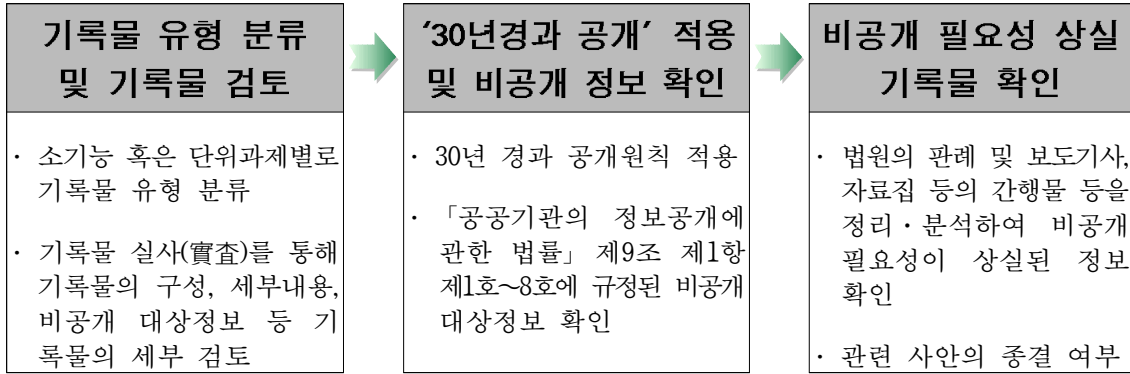 기록물 유형 분류
및 기록물 검토
· 소기능 혹은 단위과제별로
기록물 유형 분류
· 기록물 실사(實査)를 통해
기록물의 구성, 세부내용,
비공개 대상정보 등 기
록물의 세부 검토
‘30년경과 공개’ 적용
및 비공개 정보 확인
· 30년 경과 공개원칙 적용
· 「공공기관의 정보공개에
관한 법률」 제9조 제1항
제1호~8호에 규정된 비공개
대상정보 확인
비공개 필요성 상실
기록물 확인
· 법원의 판례 및 보도기사,
자료집 등의 간행물 등을
정리·분석하여 비공개
필요성이 상실된 정보
확인
· 관련 사안의 종결 여부